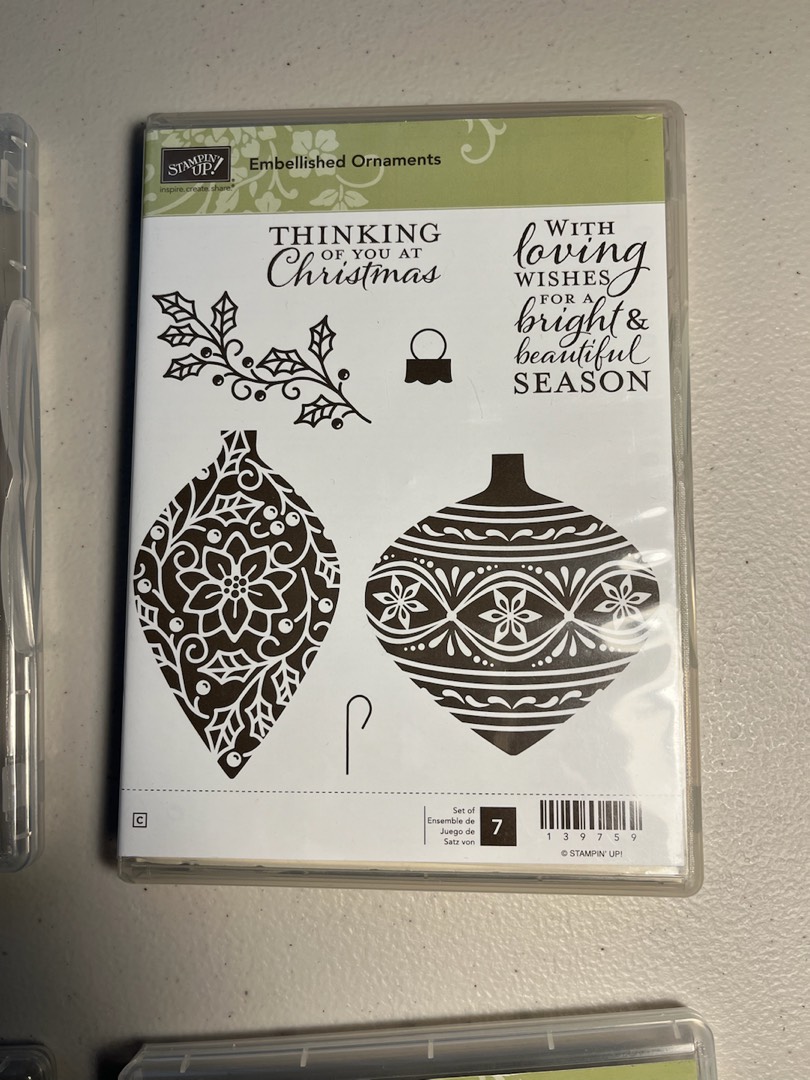 STAMPIN' UP!®
inspire. create. share.®
Embellished Ornaments
THINKING
OF YOU AT
Christmas
WITH
loving
WISHES
FOR A
bright &
beautiful
SEASON
C
Set of
Ensemble de
Juego de
Satz von
7
1 3 9 7 5 9
© STAMPIN' UP!